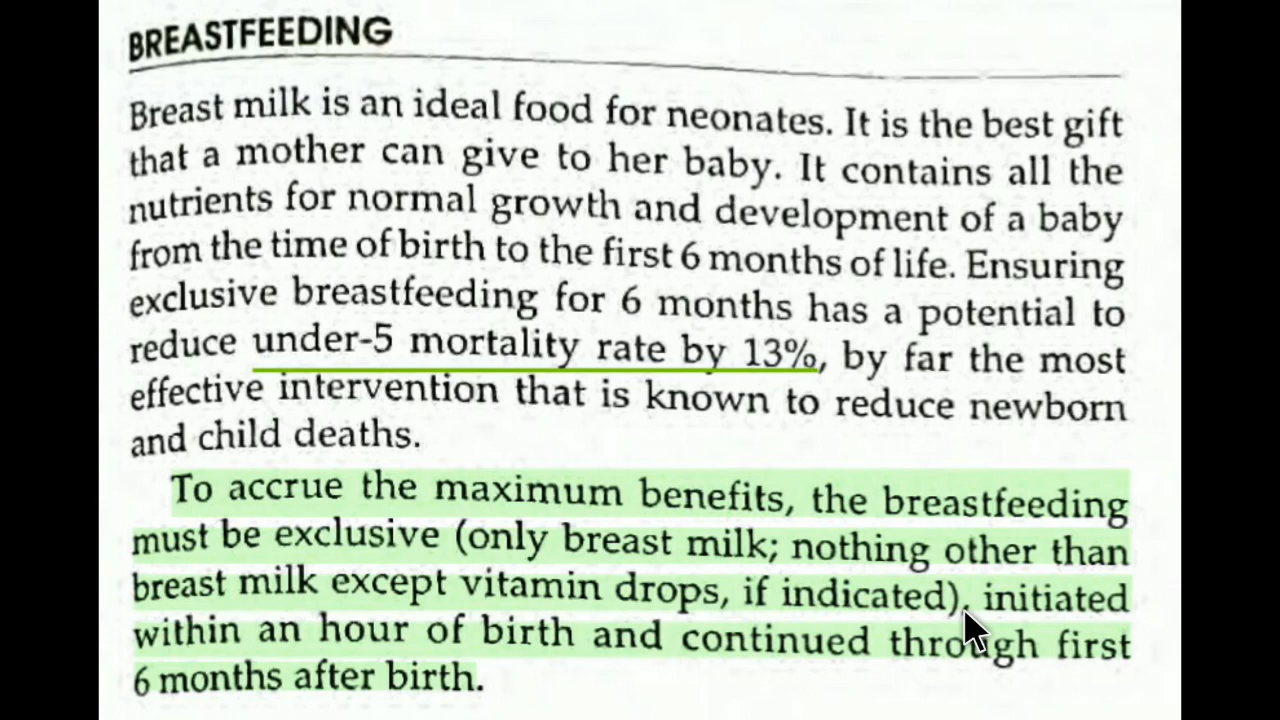 BREASTFEEDING
Breast milk is an ideal food for neonates. It is the best gift
that a mother can give to her baby. It contains all the
nutrients for normal growth and development of a baby
from the time of birth to the first 6 months of life. Ensuring
exclusive breastfeeding for 6 months has a potential to
reduce under-5 mortality rate by 13%, by far the most
effective intervention that is known to reduce newborn
and child deaths.
To accrue the maximum benefits, the breastfeeding
must be exclusive (only breast milk; nothing other than
breast milk except vitamin drops, if indicated), initiated
within an hour of birth and continued through first
6 months after birth.